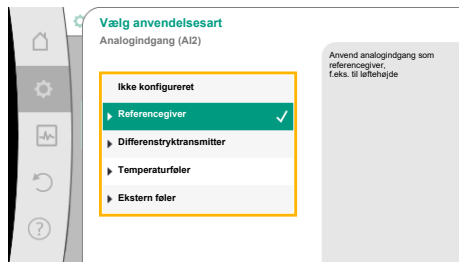 Vælg anvendelsesart
Analogindgang (AI2)
Ikke konfigureret
Referencegiver
Differenstryktransmitter
Temperaturføler
Ekstern føler
Anvend analogindgang som
referencegiver,
f.eks. til løftehøjde
?